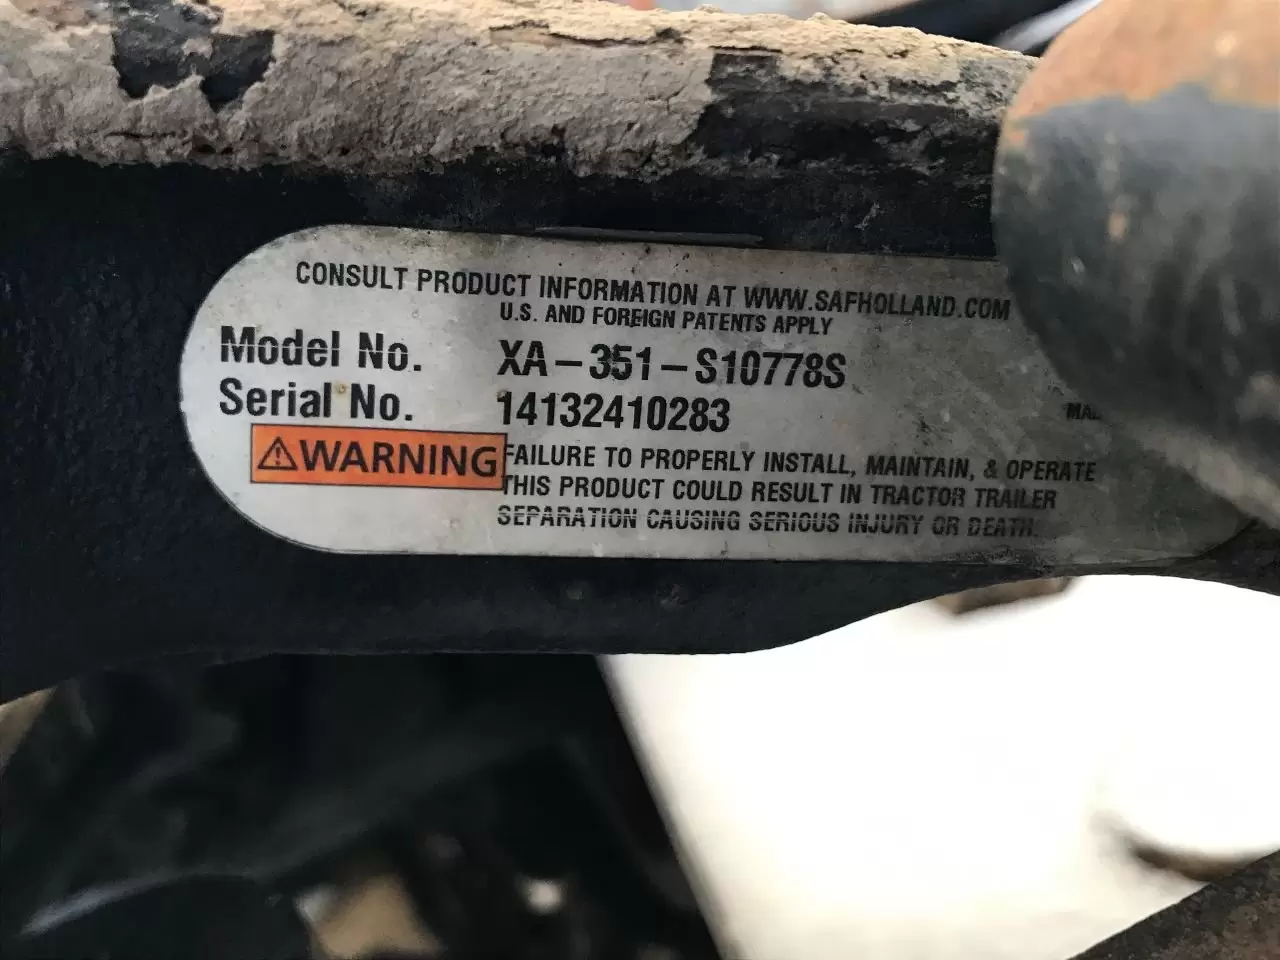 CONSULT PRODUCT INFORMATION AT WWW.SAFHOLLAND.COM
U.S. AND FOREIGN PATENTS APPLY
Model No. XA-351-S10778S
Serial No. 14132410283
⚠WARNING FAILURE TO PROPERLY INSTALL, MAINTAIN, & OPERATE
THIS PRODUCT COULD RESULT IN TRACTOR TRAILER
SEPARATION CAUSING SERIOUS INJURY OR DEATH.